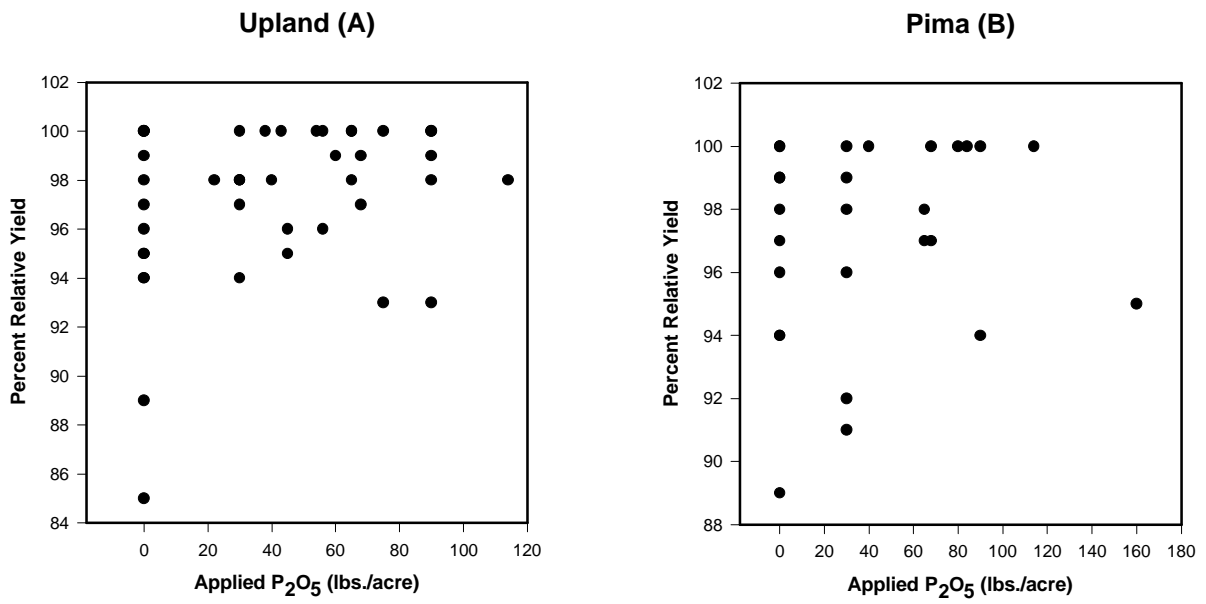 Upland (A)
Pima (B)
102
100
98
96
94
92
90
88
86
84
Percent Relative Yield
0 20 40 60 80 100 120
Applied P2O5 (lbs./acre)
102
100
98
96
94
92
90
88
Percent Relative Yield
0 20 40 60 80 100 120 140 160 180
Applied P2O5 (lbs./acre)